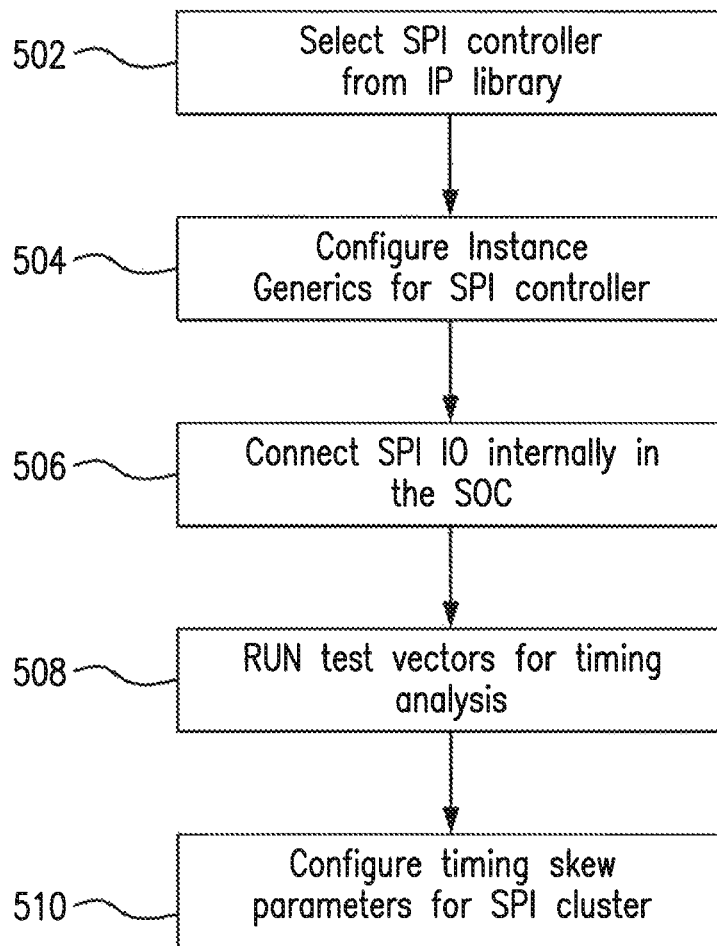 502
Select SPI controller
from IP library
504
Configure Instance
Generics for SPI controller
506
Connect SPI IO internally in
the SOC
508
RUN test vectors for timing
analysis
510
Configure timing skew
parameters for SPI cluster